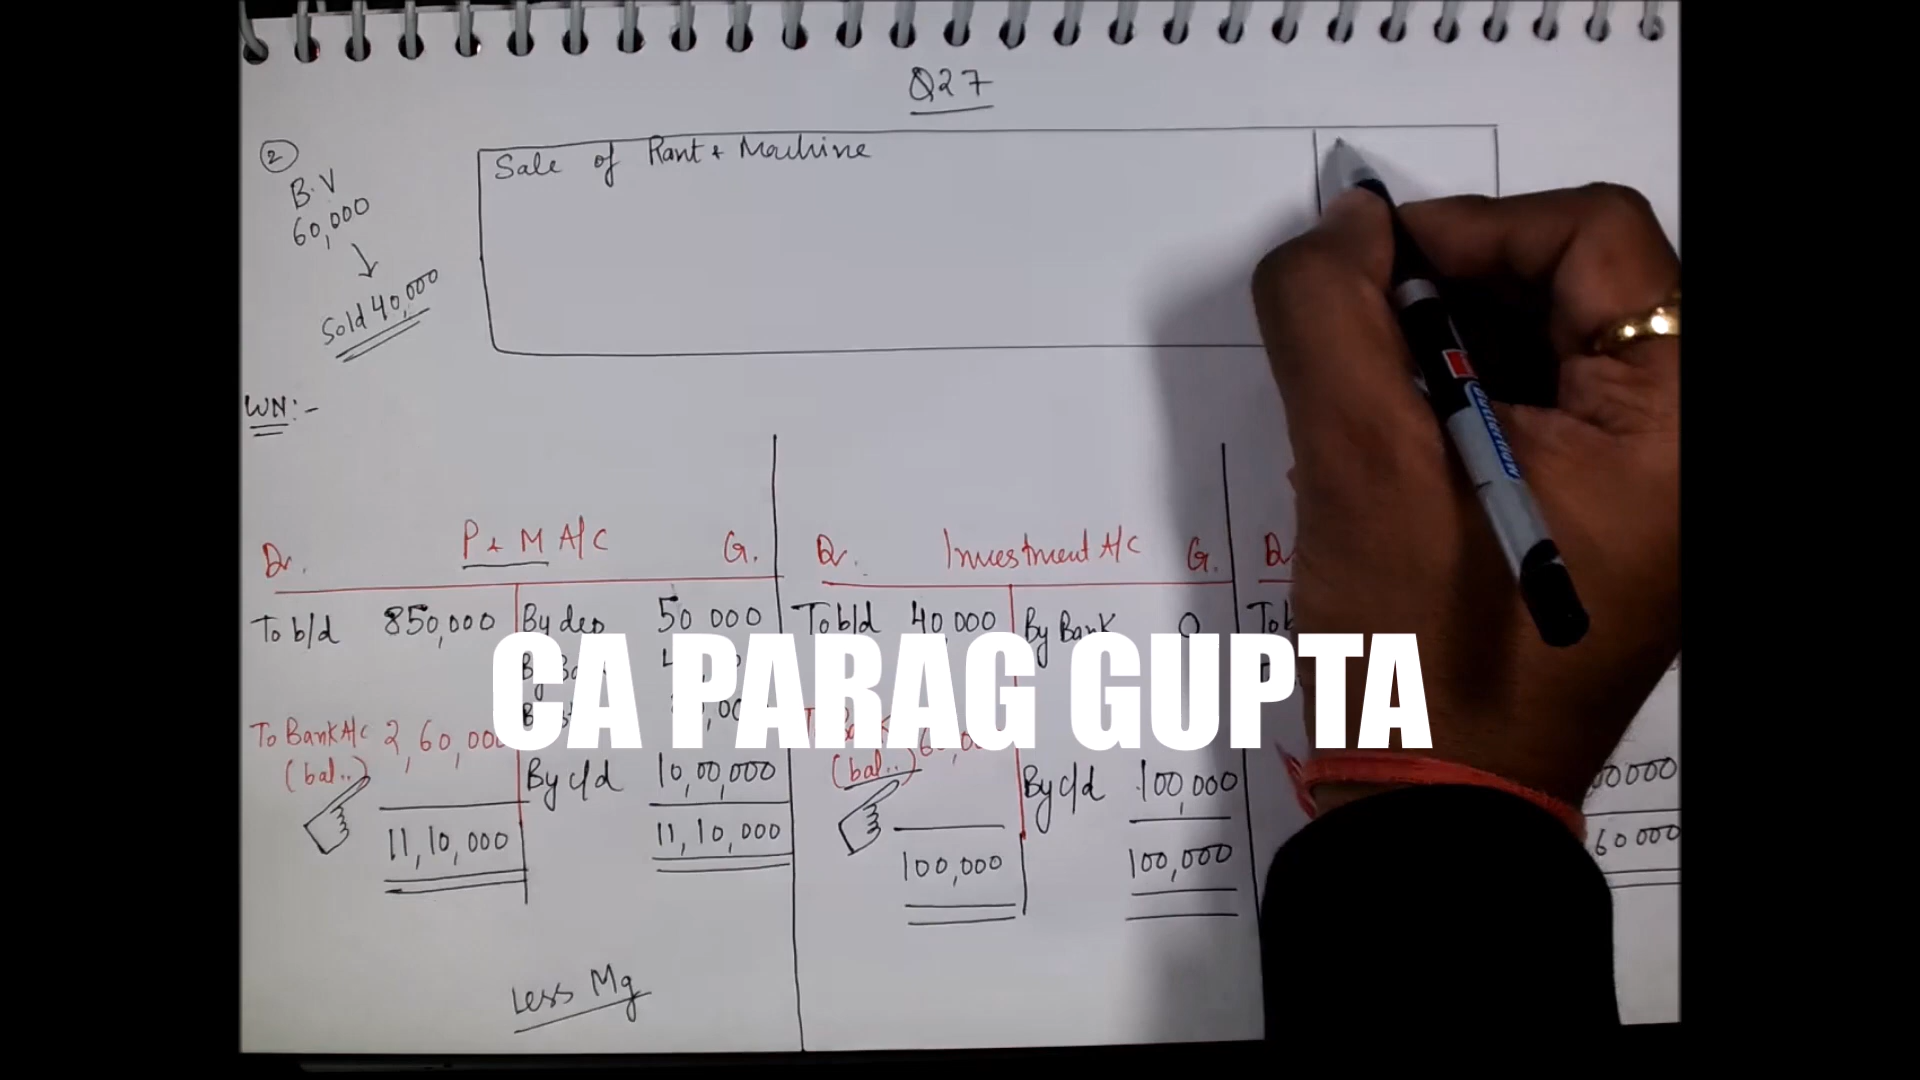 Q27
2
B.V
60,000
Sold 40,000
Sale of Plant + Machine
WN:-
Dr. P + M A/C Cr.
To b/d 850,000 By dep 50 000
To Bank A/c 2,60,000
(bal..)
By c/d 10,00,000
11,10,000 11,10,000
Dr. Investment A/C Cr.
To b/d 40,000 By Bank 0
(bal..)
By c/d 100,000
100,000 100,000
CA PARAG GUPTA
60 000
Less Mg
Butterflow